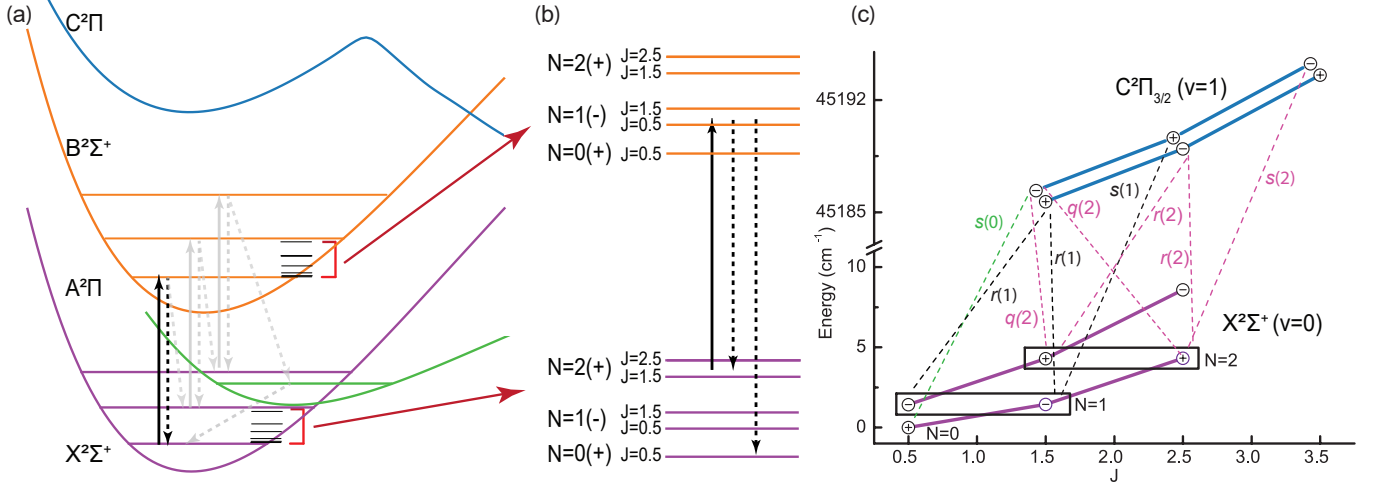 (a)
C²Π
B²Σ⁺
A²Π
X²Σ⁺
(b)
N=2(+)
J=2.5
J=1.5
N=1(-)
J=1.5
J=0.5
N=0(+)
J=0.5
N=2(+)
J=2.5
J=1.5
N=1(-)
J=1.5
J=0.5
N=0(+)
J=0.5
(c)
Energy (cm⁻¹)
45192
45185
10
5
0
C²Π₃/₂ (v=1)
s(0)
q(2)
s(1)
r(2)
s(2)
r(1)
r(1)
r(2)
q(2)
X²Σ⁺ (v=0)
N=2
N=1
N=0
0.5
1.0
1.5
2.0
2.5
3.0
3.5
J